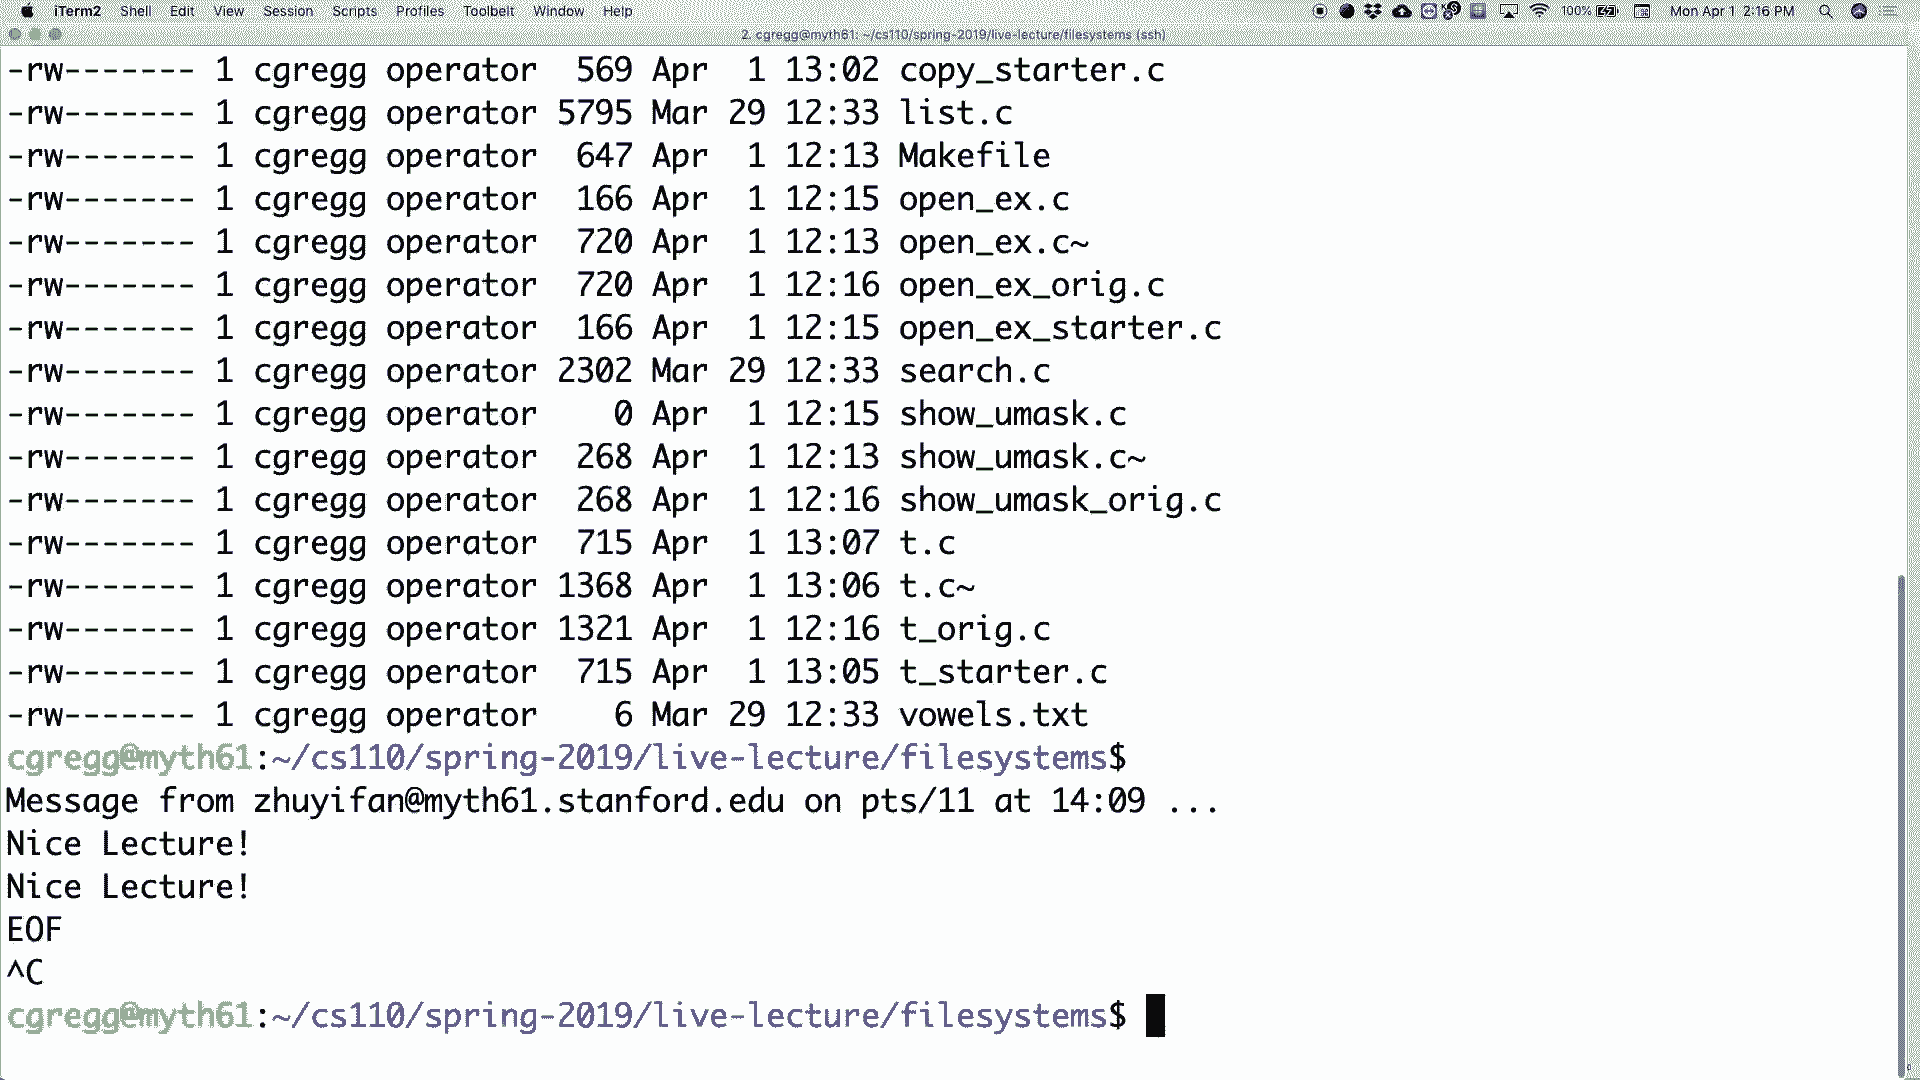 iTerm2 Shell Edit View Session Scripts Profiles Toolbelt Window Help 100% Mon Apr 1 2:16 PM
2. cgregg@myth61: ~/cs110/spring-2019/live-lecture/filesystems (ssh)
-rw------- 1 cgregg operator  569 Apr  1 13:02 copy_starter.c
-rw------- 1 cgregg operator 5795 Mar 29 12:33 list.c
-rw------- 1 cgregg operator  647 Apr  1 12:13 Makefile
-rw------- 1 cgregg operator  166 Apr  1 12:15 open_ex.c
-rw------- 1 cgregg operator  720 Apr  1 12:13 open_ex.c~
-rw------- 1 cgregg operator  720 Apr  1 12:16 open_ex_orig.c
-rw------- 1 cgregg operator  166 Apr  1 12:15 open_ex_starter.c
-rw------- 1 cgregg operator 2302 Mar 29 12:33 search.c
-rw------- 1 cgregg operator    0 Apr  1 12:15 show_umask.c
-rw------- 1 cgregg operator  268 Apr  1 12:13 show_umask.c~
-rw------- 1 cgregg operator  268 Apr  1 12:16 show_umask_orig.c
-rw------- 1 cgregg operator  715 Apr  1 13:07 t.c
-rw------- 1 cgregg operator 1368 Apr  1 13:06 t.c~
-rw------- 1 cgregg operator 1321 Apr  1 12:16 t_orig.c
-rw------- 1 cgregg operator  715 Apr  1 13:05 t_starter.c
-rw------- 1 cgregg operator    6 Mar 29 12:33 vowels.txt
cgregg@myth61:~/cs110/spring-2019/live-lecture/filesystems$
Message from zhuyifan@myth61.stanford.edu on pts/11 at 14:09 ...
Nice Lecture!
Nice Lecture!
EOF
^C
cgregg@myth61:~/cs110/spring-2019/live-lecture/filesystems$